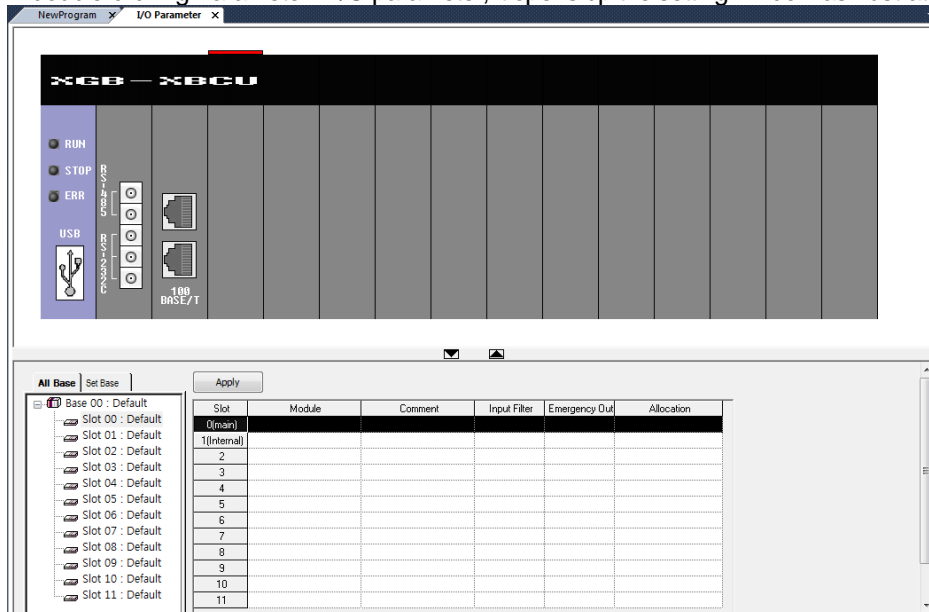 NewProgram I/O Parameter
XGB - XBCU
RUN
STOP
ERR
USB
RS-485
RS-232C
100
BASE/T
All Base Set Base
Apply
Base 00 : Default
Slot 00 : Default
Slot 01 : Default
Slot 02 : Default
Slot 03 : Default
Slot 04 : Default
Slot 05 : Default
Slot 06 : Default
Slot 07 : Default
Slot 08 : Default
Slot 09 : Default
Slot 10 : Default
Slot 11 : Default
Slot Module Comment Input Filter Emergency Out Allocation
0(main)
1(Internal)
2
3
4
5
6
7
8
9
10
11